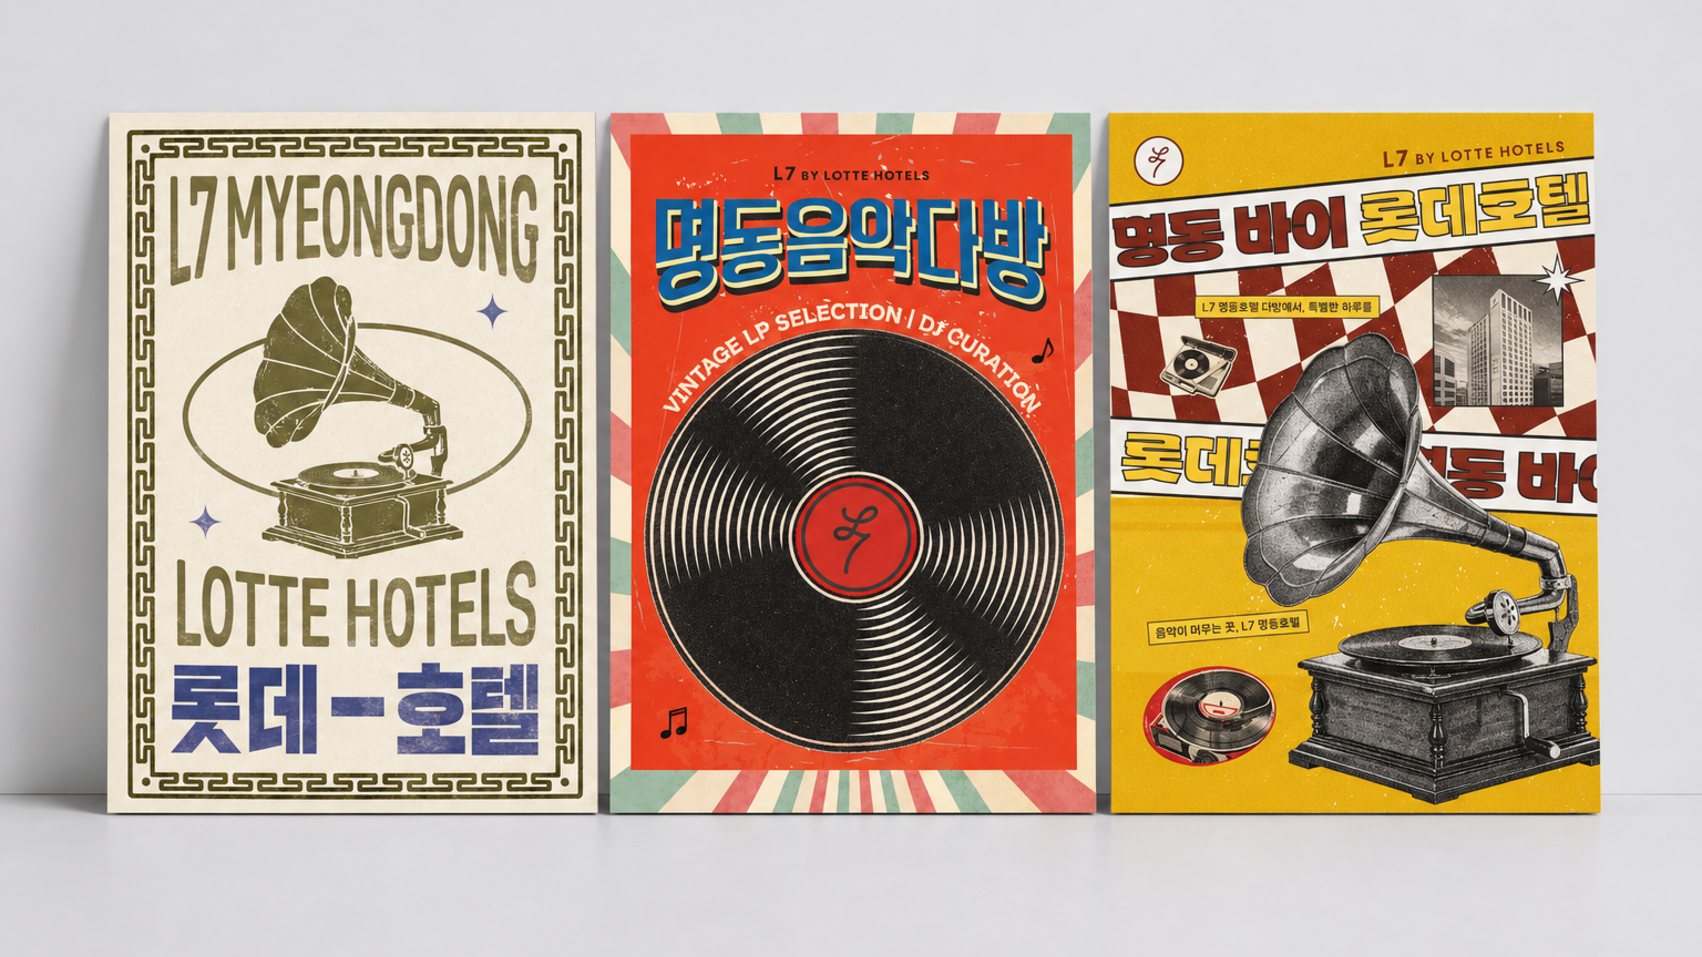 L7 MYEONGDONG
LOTTE HOTELS
롯데－호텔
L7 BY LOTTE HOTELS
명동음악다방
VINTAGE LP SELECTION | DJ CURATION
L7
L7 BY LOTTE HOTELS
명동 바이 롯데호텔
L7 명동호텔 다방에서, 특별한 하루를
롯데호
명동 바이
음악이 머무는 곳, L7 명동호텔